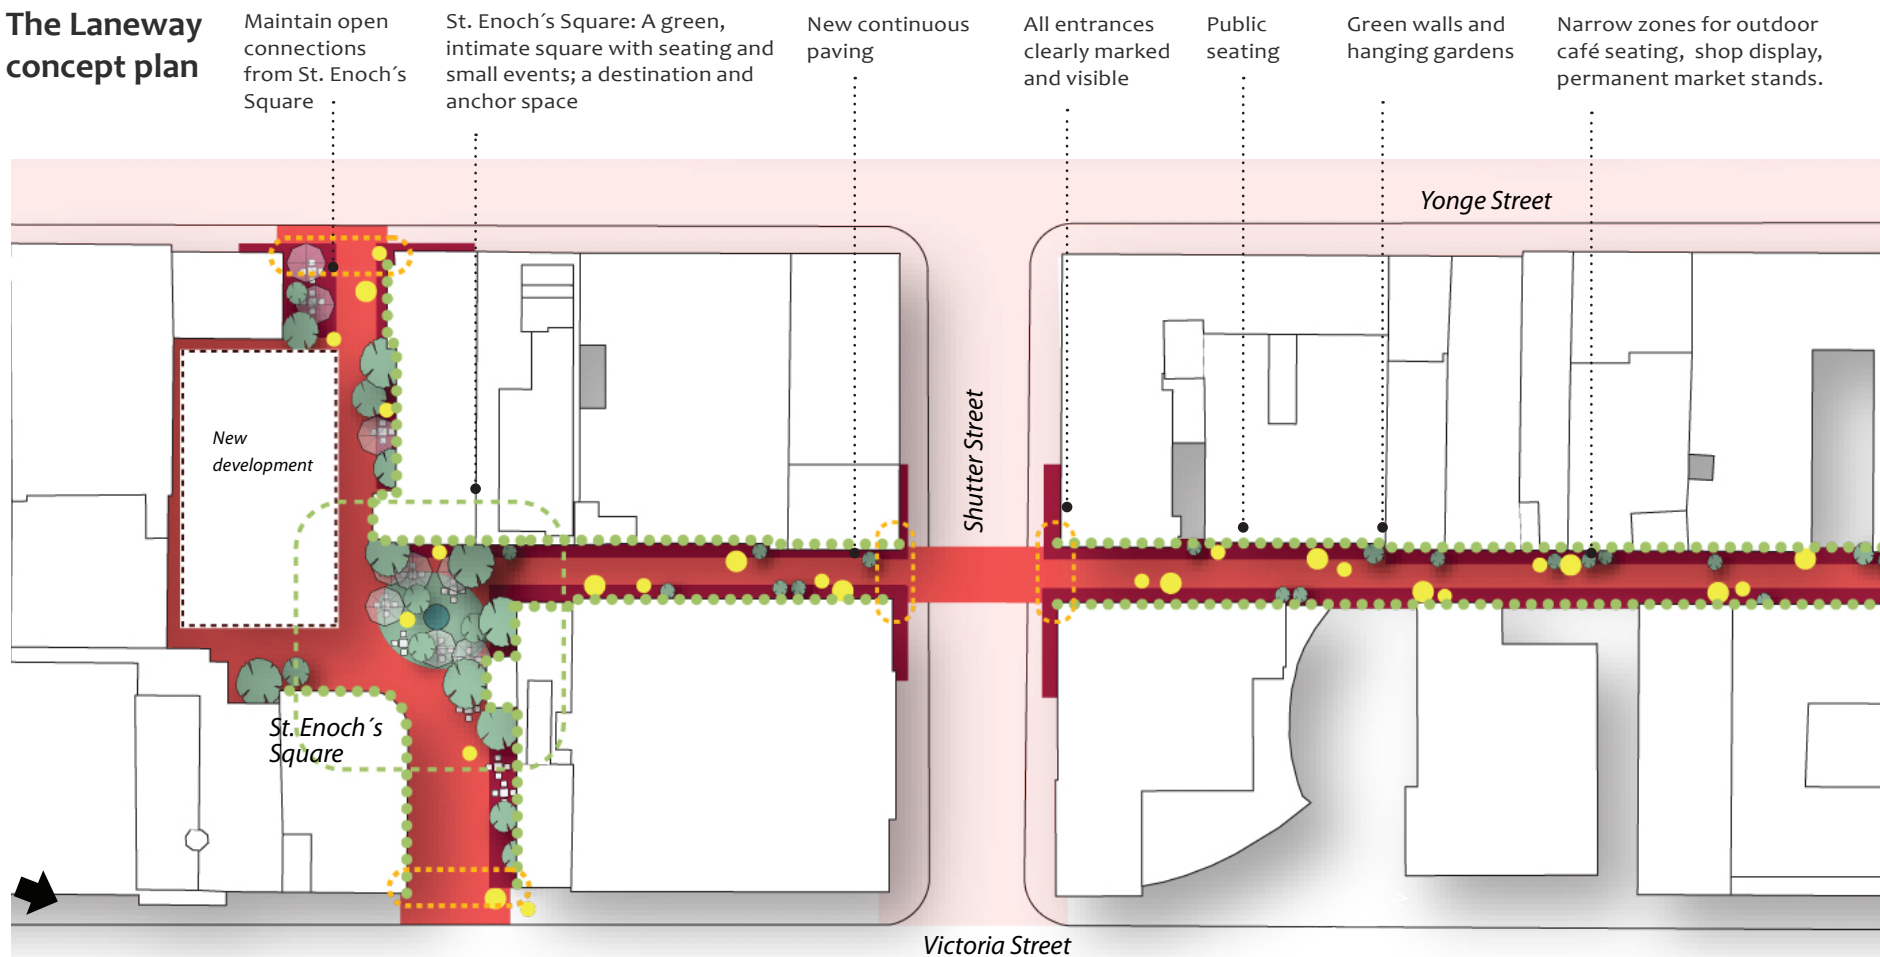 The Laneway
concept plan
Maintain open
connections
from St. Enoch´s
Square
St. Enoch´s Square: A green,
intimate square with seating and
small events; a destination and
anchor space
New continuous
paving
All entrances
clearly marked
and visible
Public
seating
Green walls and
hanging gardens
Narrow zones for outdoor
café seating, shop display,
permanent market stands.
Yonge Street
New
development
Shutter Street
St. Enoch´s
Square
Victoria Street